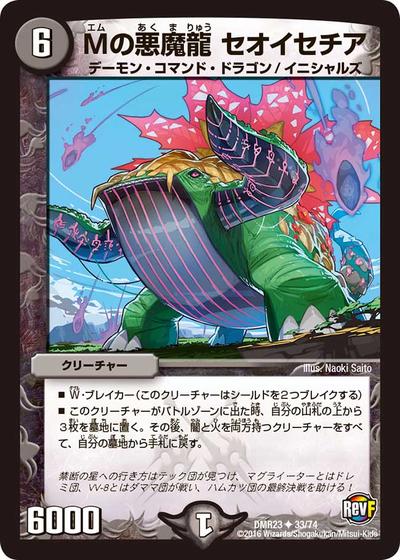 6
エム あくまりゅう
Mの悪魔龍 セオイセチア
デーモン・コマンド・ドラゴン / イニシャルズ
Illus. Naoki Saito
クリーチャー
■ W・ブレイカー(このクリーチャーはシールドを2つブレイクする)
■ このクリーチャーがバトルゾーンに出た時、自分の山札の上から
3枚を墓地に置く。その後、龍と火を両方持つクリーチャーをすべ
て、自分の墓地から手札に戻す。
禁断の星への行き方はテック団が見つけ、マグライーターとはドレ
ミ団、VV-8とはダママ団が戦い、ハムカツ団の最終決戦を助ける!
6000
RevF
DMR23 ◆ 33/74
©2016 Wizards/Shogakukan/Mitsui-Kids